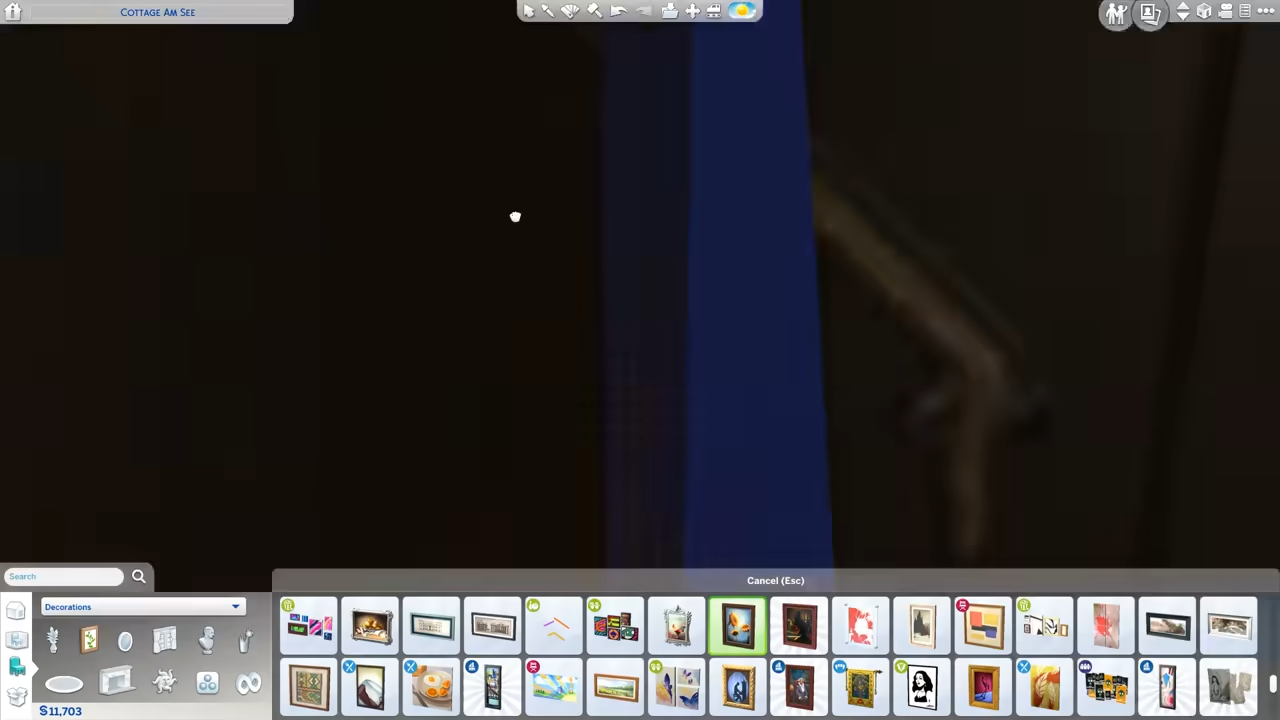 Cottage Am See
Cancel (Esc)
Search
Decorations
§11,703